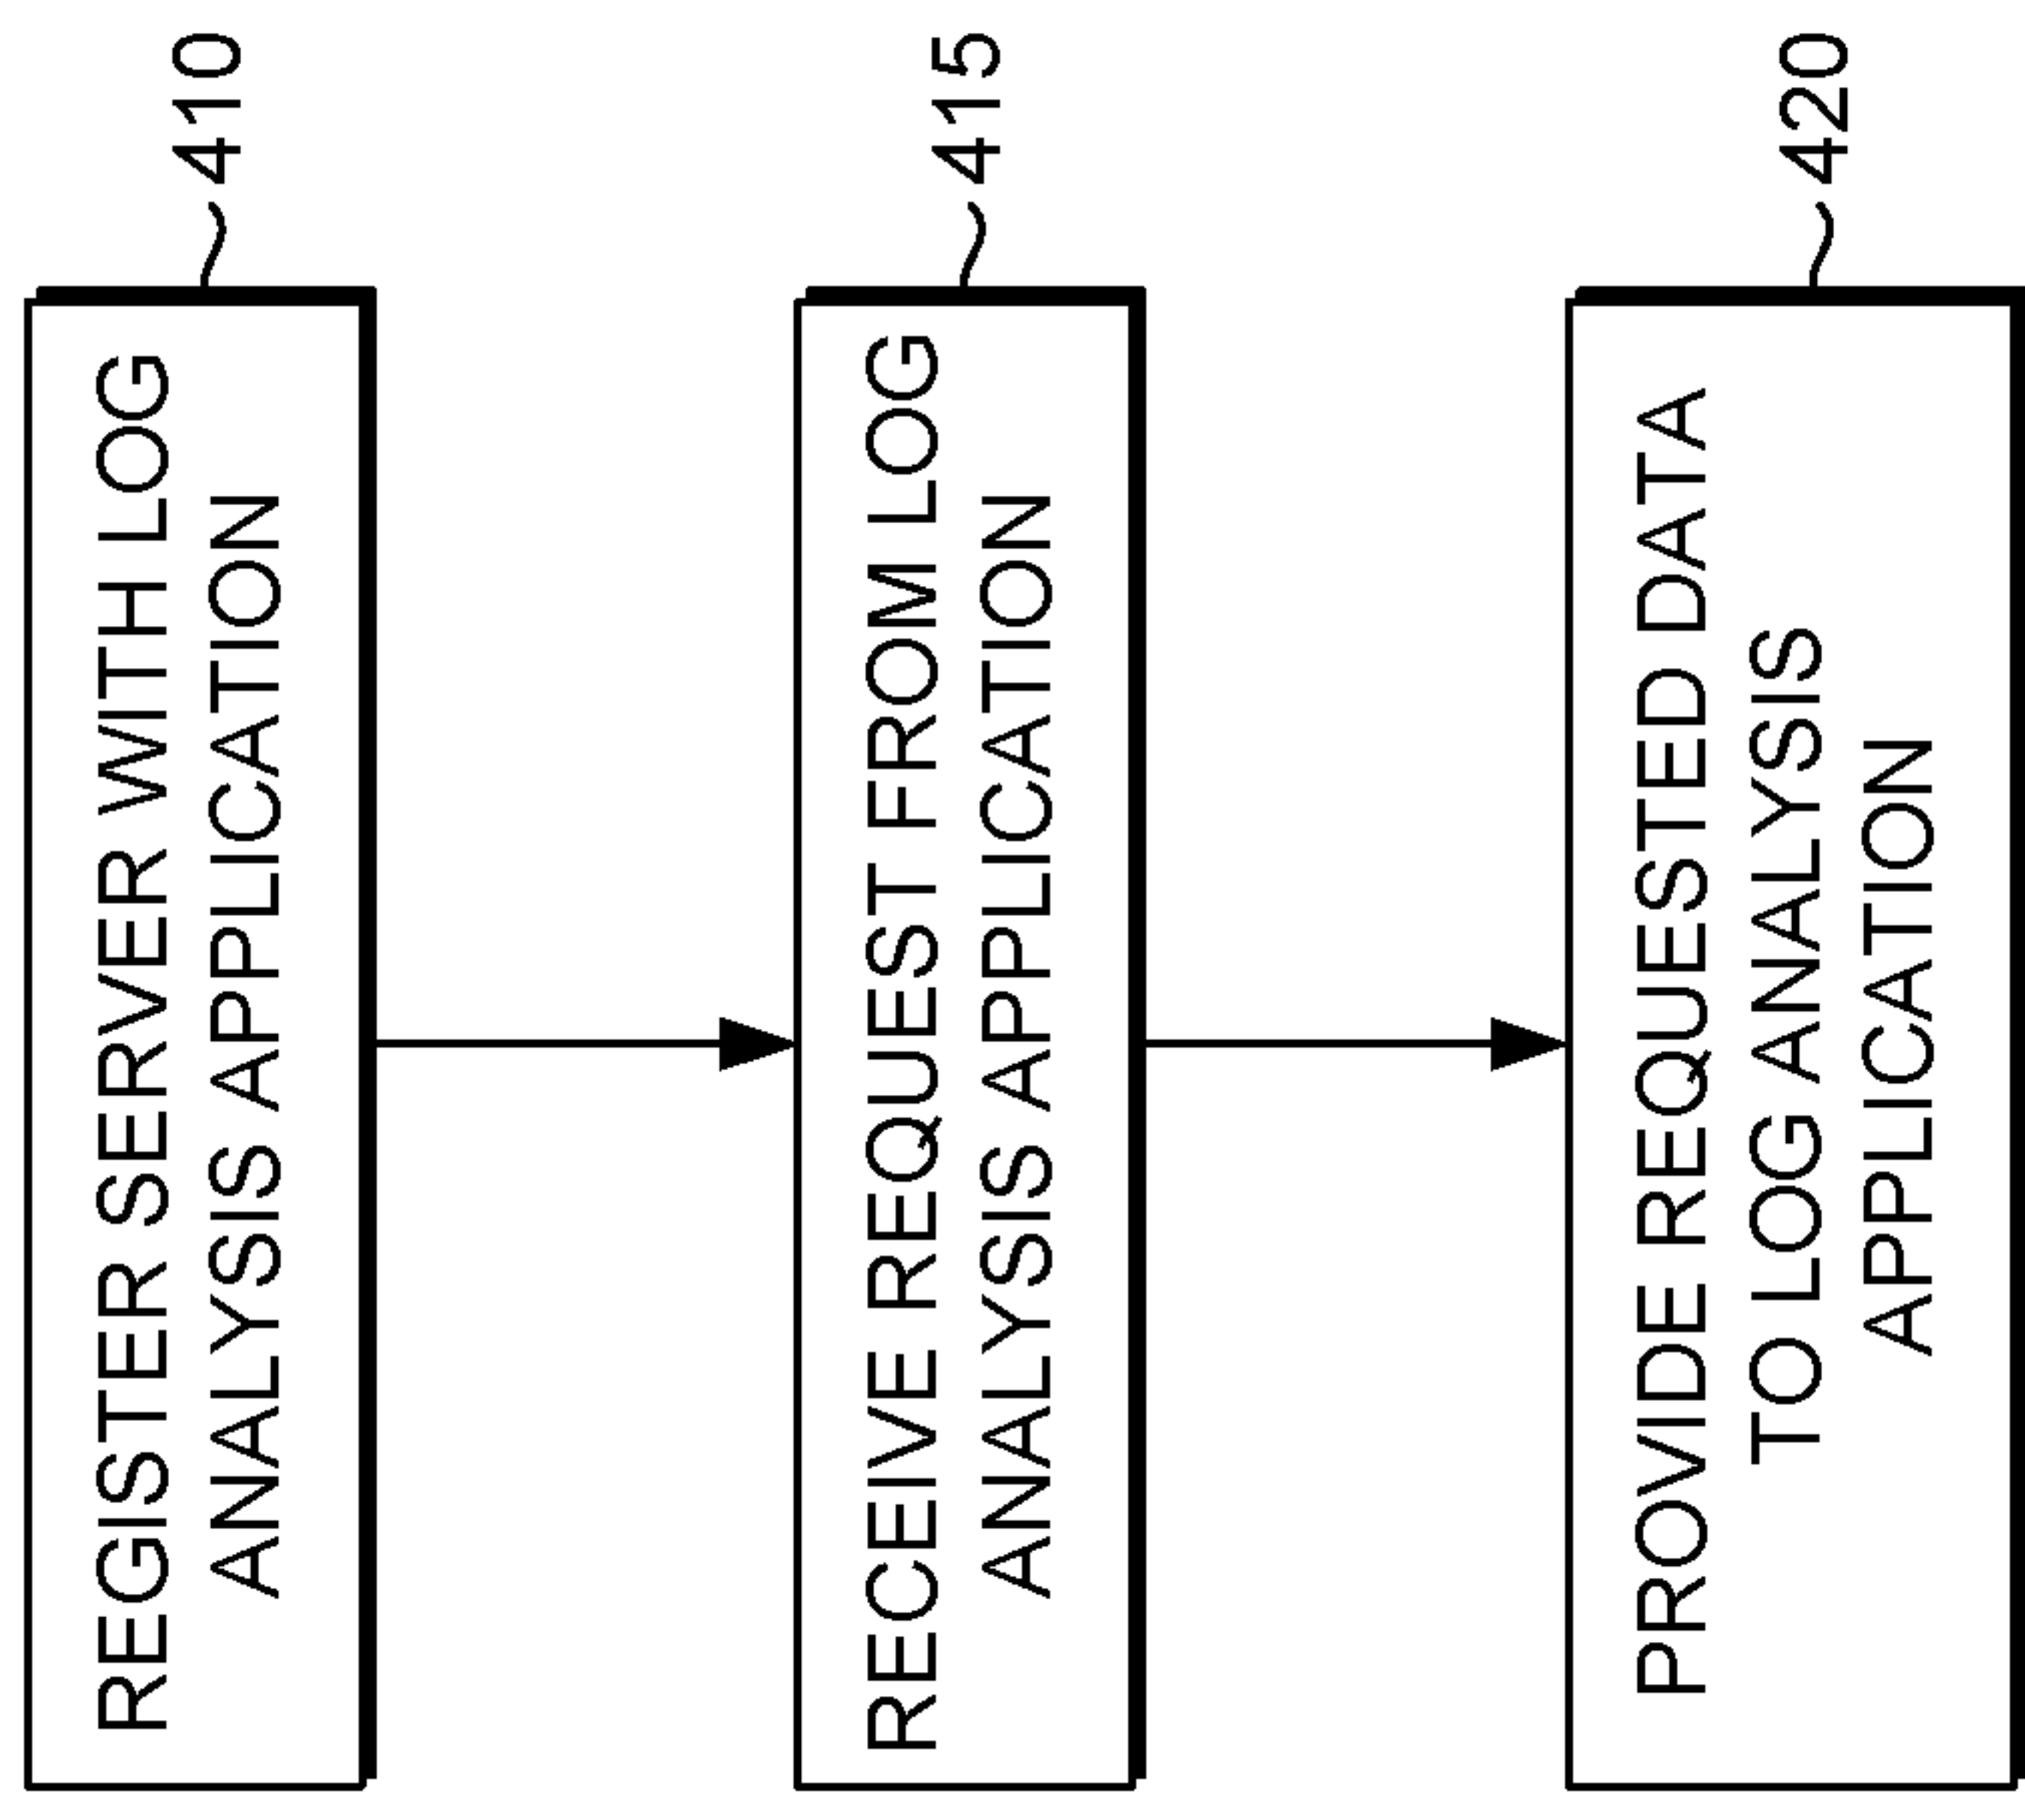 REGISTER SERVER WITH LOG
ANALYSIS APPLICATION
410
RECEIVE REQUEST FROM LOG
ANALYSIS APPLICATION
415
PROVIDE REQUESTED DATA
TO LOG ANALYSIS
APPLICATION
420